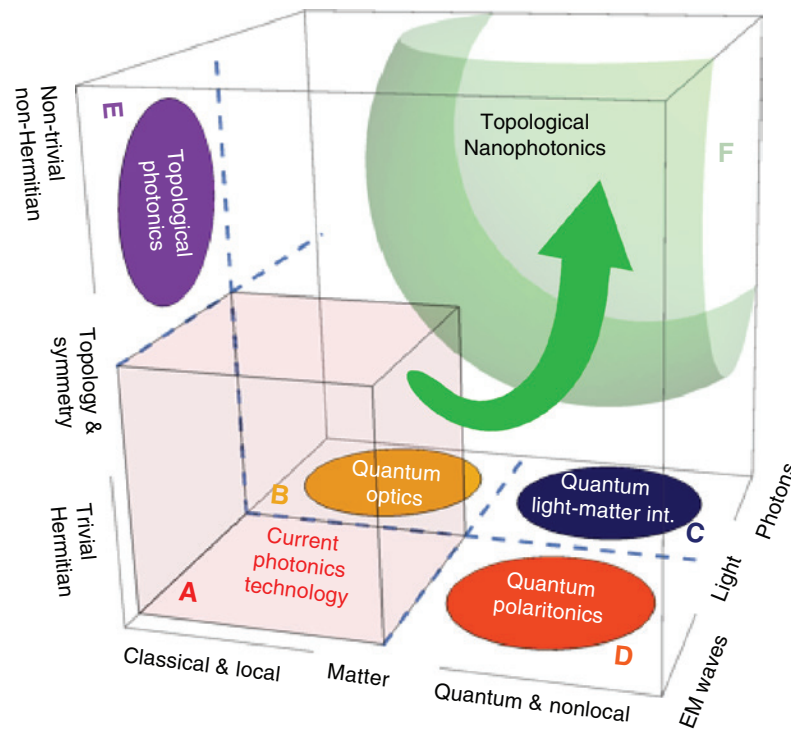 Non-trivial
non-Hermitian
E
Topological
photonics
Topological
Nanophotonics
F
Topology &
symmetry
Trivial
Hermitian
B
Quantum
optics
Quantum
light-matter int.
C
Current
photonics
technology
A
Quantum
polaritonics
D
Classical & local
Matter
Quantum & nonlocal
EM waves
Light
Photons